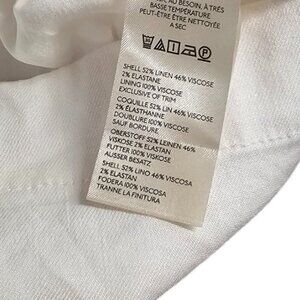 AU BESOIN, À TRÈS
BASSE TEMPÉRATURE
PEUT-ÊTRE ÊTRE NETTOYÉE
A SEC
P
SHELL 52% LINEN 46% VISCOSE
2% ELASTANE
LINING 100% VISCOSE
EXCLUSIVE OF TRIM
COQUILLE 52% LIN 46% VISCOSE
2% ÉLASTHANNE
DOUBLURE 100% VISCOSE
SAUF BORDURE
OBERSTOFF 52% LEINEN 46%
VISKOSE 2% ELASTAN
FUTTER 100% VISKOSE
AUSSER BESATZ
SHELL 52% LINO 46% VISCOSA
2% ELASTAN
FODERA 100% VISCOSA
TRANNE LA FINITURA